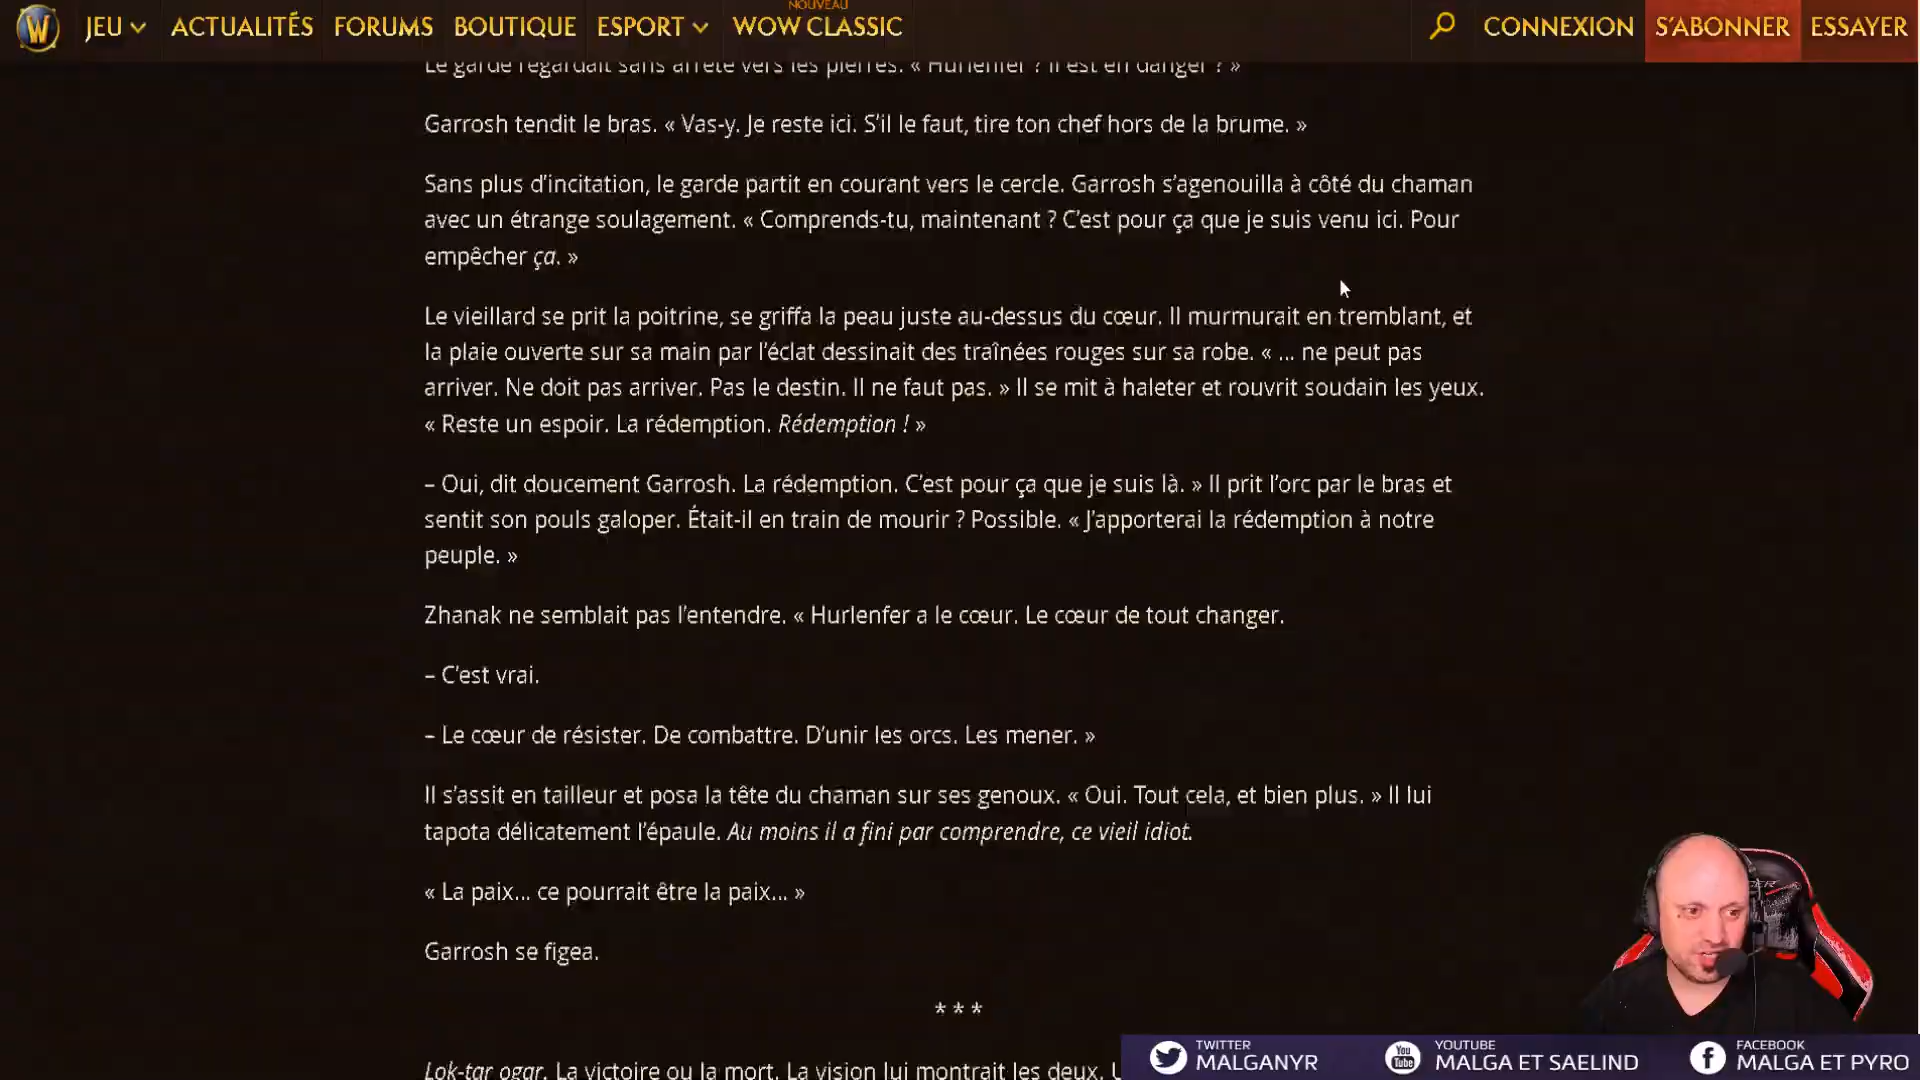 NOUVEAU
JEU ACTUALITÉS FORUMS BOUTIQUE ESPORT WOW CLASSIC CONNEXION S'ABONNER ESSAYER
Le garde regardait sans arrêt vers les pierres. « Hurlenfer ? Il est en danger ? »
Garrosh tendit le bras. « Vas-y. Je reste ici. S’il le faut, tire ton chef hors de la brume. »
Sans plus d’incitation, le garde partit en courant vers le cercle. Garrosh s’agenouilla à côté du chaman
avec un étrange soulagement. « Comprends-tu, maintenant ? C’est pour ça que je suis venu ici. Pour
empêcher ça. »
Le vieillard se prit la poitrine, se griffa la peau juste au-dessus du cœur. Il murmurait en tremblant, et
la plaie ouverte sur sa main par l’éclat dessinait des traînées rouges sur sa robe. « ... ne peut pas
arriver. Ne doit pas arriver. Pas le destin. Il ne faut pas. » Il se mit à haleter et rouvrit soudain les yeux.
« Reste un espoir. La rédemption. Rédemption ! »
– Oui, dit doucement Garrosh. La rédemption. C’est pour ça que je suis là. » Il prit l’orc par le bras et
sentit son pouls galoper. Était-il en train de mourir ? Possible. « J’apporterai la rédemption à notre
peuple. »
Zhanak ne semblait pas l’entendre. « Hurlenfer a le cœur. Le cœur de tout changer.
– C’est vrai.
– Le cœur de résister. De combattre. D’unir les orcs. Les mener. »
Il s’assit en tailleur et posa la tête du chaman sur ses genoux. « Oui. Tout cela, et bien plus. » Il lui
tapota délicatement l’épaule. Au moins il a fini par comprendre, ce vieil idiot.
« La paix... ce pourrait être la paix... »
Garrosh se figea.
* * *
Lok-tar ogar. La victoire ou la mort. La vision lui montrait les deux.
TWITTER
MALGANYR
YOUTUBE
MALGA ET SAELIND
FACEBOOK
MALGA ET PYRO